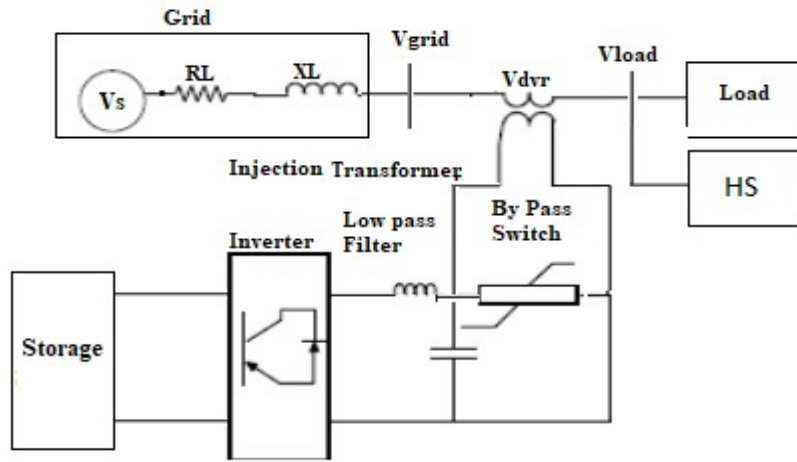 Grid
Vgrid
Vload
RL
XL
Vdvr
Vs
Load
Injection Transformer
HS
Low pass
Filter
By Pass
Switch
Inverter
Storage